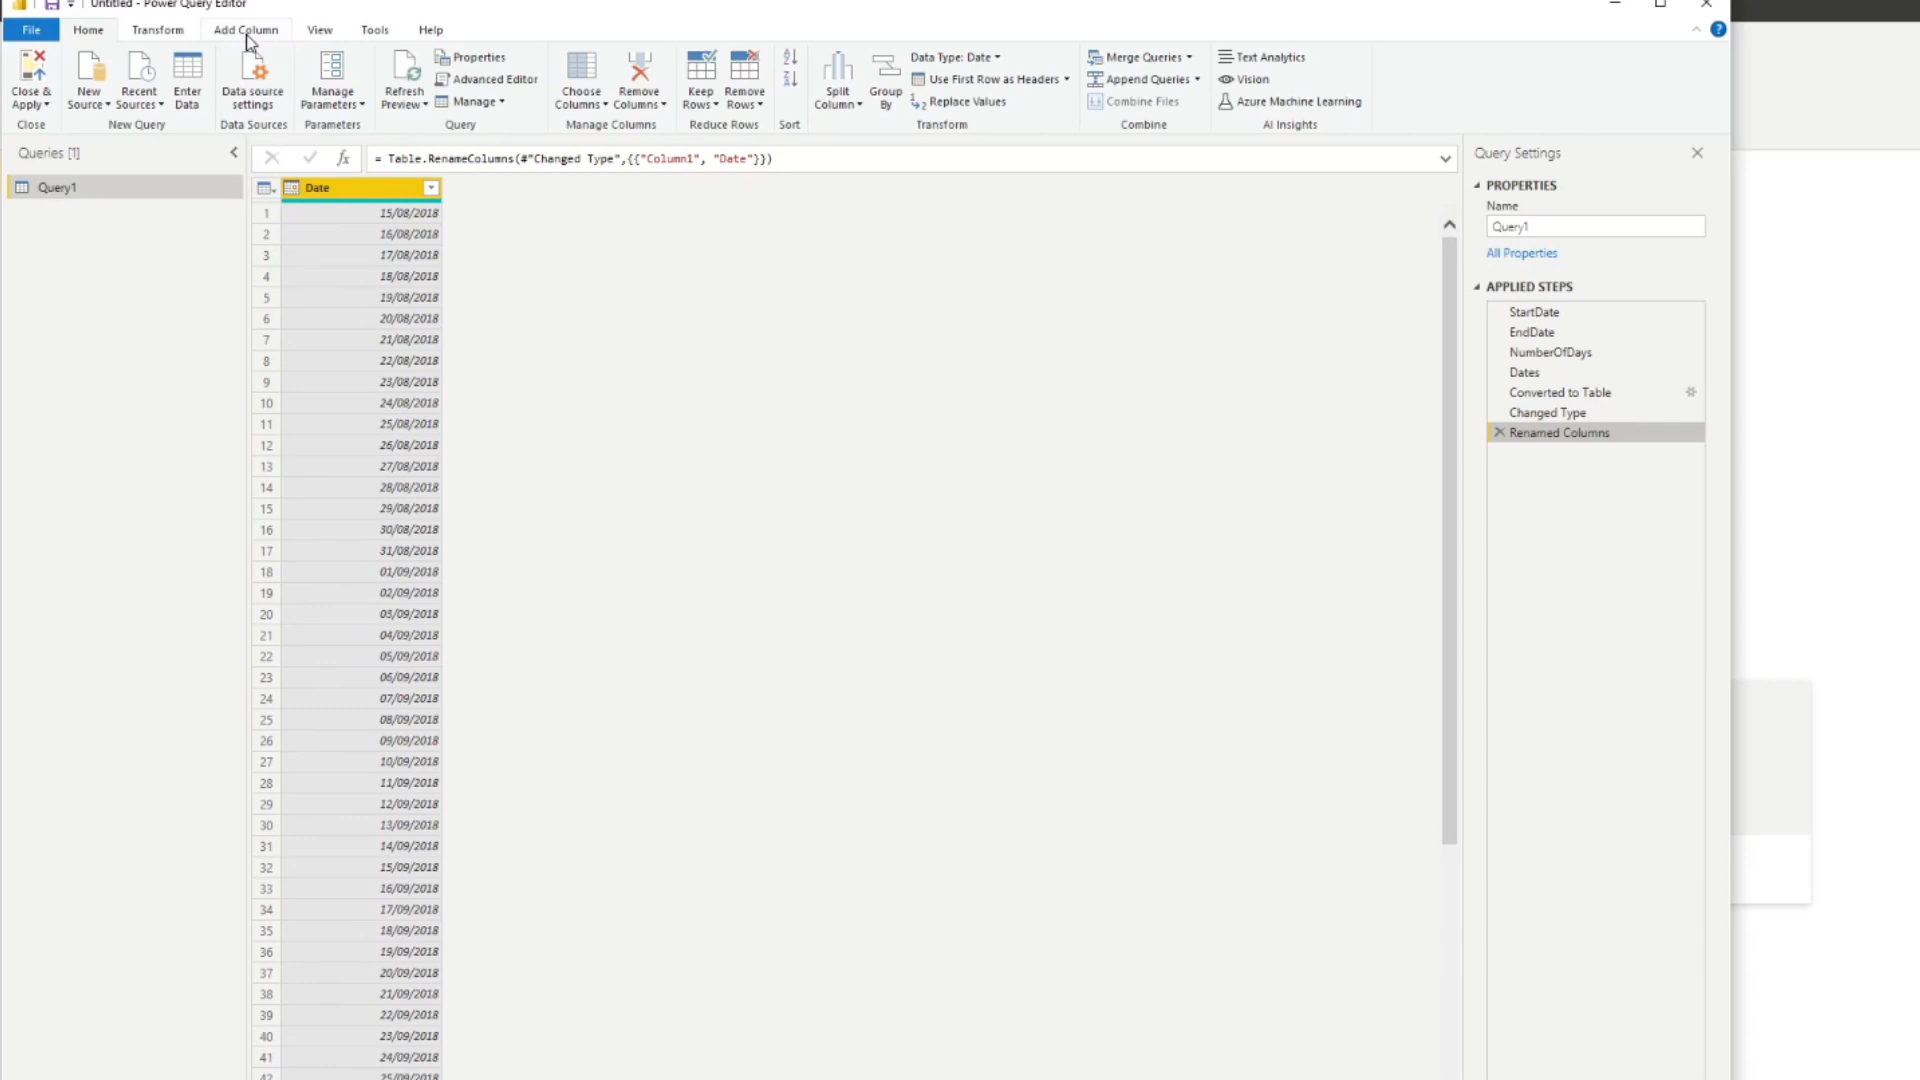 Untitled - Power Query Editor
File Home Transform Add Column View Tools Help
Close & Apply
New Source
Recent Sources
Enter Data
Data source settings
Manage Parameters
Refresh Preview
Properties
Advanced Editor
Manage
Choose Columns
Remove Columns
Keep Rows
Remove Rows
Split Column
Group By
Data Type: Date
Use First Row as Headers
Replace Values
Merge Queries
Append Queries
Combine Files
Text Analytics
Vision
Azure Machine Learning
Close New Query Data Sources Parameters Query Manage Columns Reduce Rows Sort Transform Combine AI Insights
Queries [1]
Query1
= Table.RenameColumns(#"Changed Type",{{"Column1", "Date"}})
Date
1 15/08/2018
2 16/08/2018
3 17/08/2018
4 18/08/2018
5 19/08/2018
6 20/08/2018
7 21/08/2018
8 22/08/2018
9 23/08/2018
10 24/08/2018
11 25/08/2018
12 26/08/2018
13 27/08/2018
14 28/08/2018
15 29/08/2018
16 30/08/2018
17 31/08/2018
18 01/09/2018
19 02/09/2018
20 03/09/2018
21 04/09/2018
22 05/09/2018
23 06/09/2018
24 07/09/2018
25 08/09/2018
26 09/09/2018
27 10/09/2018
28 11/09/2018
29 12/09/2018
30 13/09/2018
31 14/09/2018
32 15/09/2018
33 16/09/2018
34 17/09/2018
35 18/09/2018
36 19/09/2018
37 20/09/2018
38 21/09/2018
39 22/09/2018
40 23/09/2018
41 24/09/2018
42 25/09/2018
Query Settings
PROPERTIES
Name
Query1
All Properties
APPLIED STEPS
StartDate
EndDate
NumberOfDays
Dates
Converted to Table
Changed Type
Renamed Columns